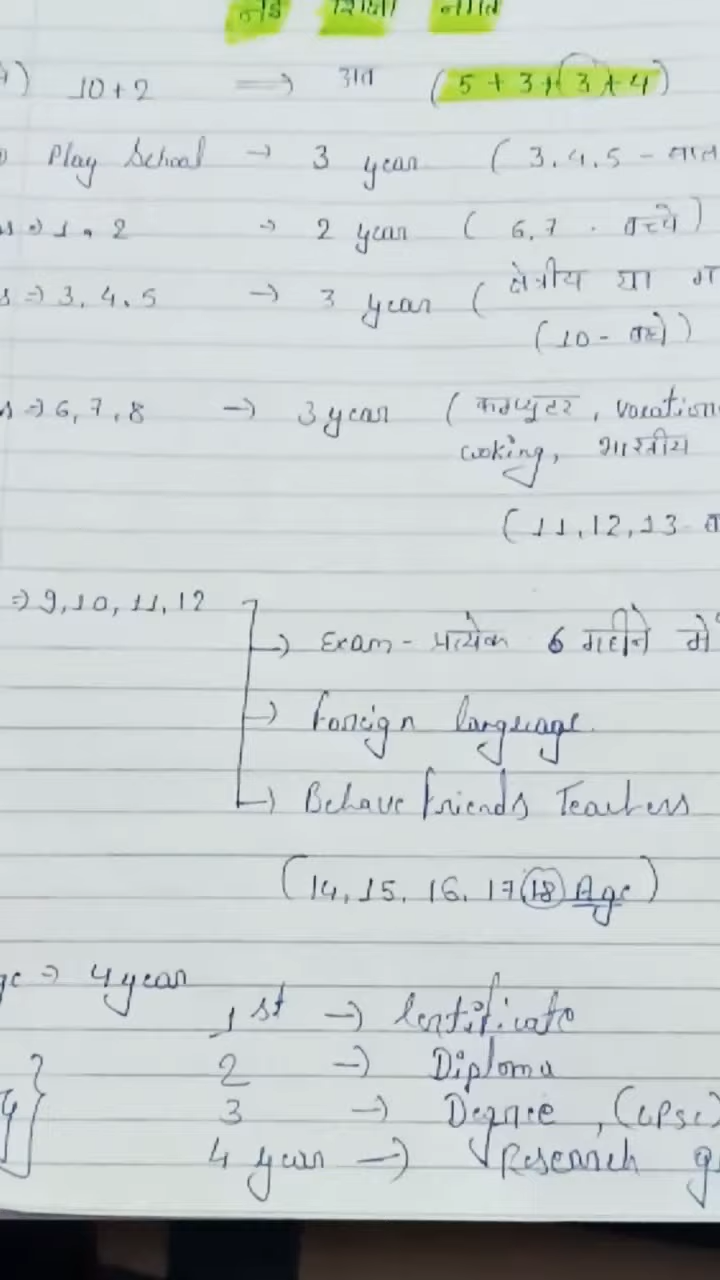 नई शिक्षा नीति
10+2 => अब (5 + 3 + (3) + 4)
Play School → 3 year (3, 4, 5 -
=> 1, 2 → 2 year (6, 7 . बच्चे)
=> 3, 4, 5 → 3 year (क्षेत्रीय या
(10 -
=> 6, 7, 8 → 3 year (कम्प्यूटर, vocation
cooking,
(11, 12, 13
=> 9, 10, 11, 12
→ Exam - प्रत्येक 6 महीने में
→ Foreign language
→ Behave friends Teachers
(14, 15, 16, 17 18 Age)
=> 4 year
1st → Certificate
2 → Diploma
3 → Degree, (UPSC)
4 year → Research